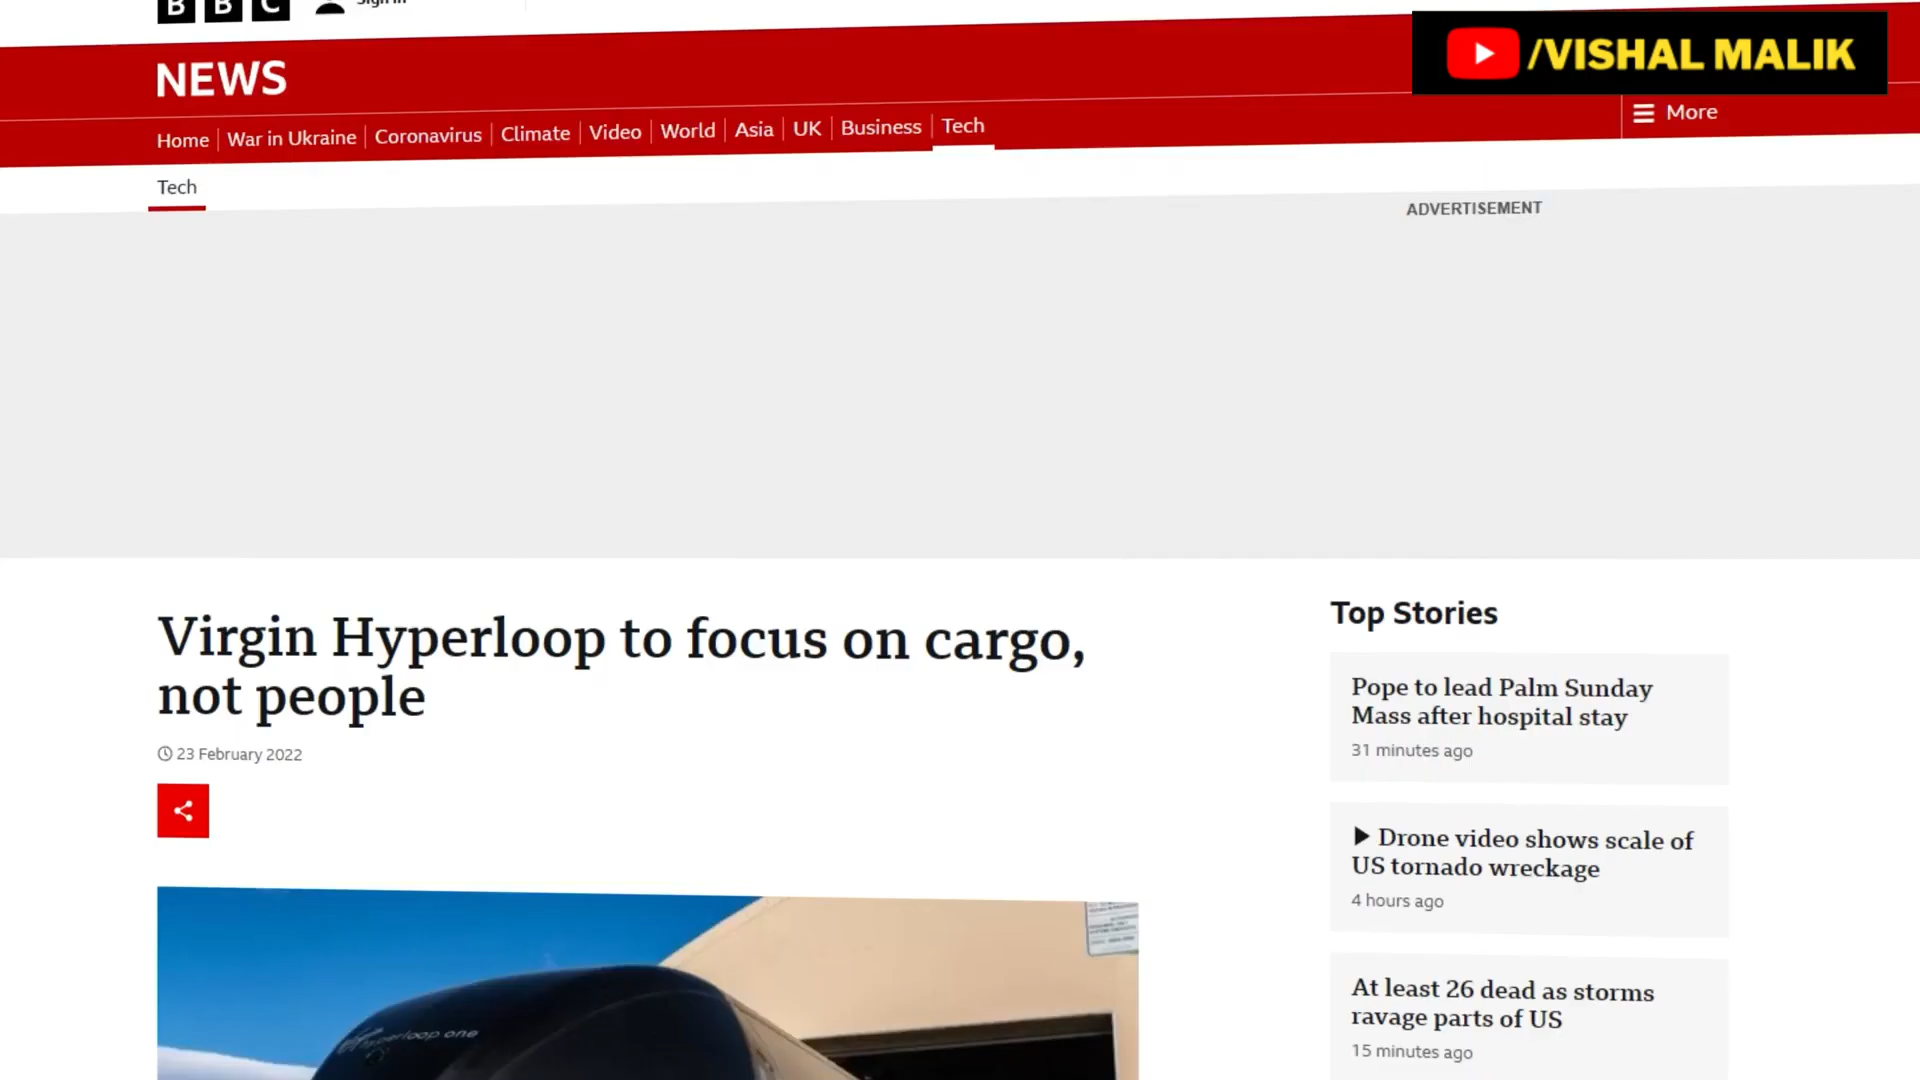 BBC
Sign in
/VISHAL MALIK
NEWS
Home
War in Ukraine
Coronavirus
Climate
Video
World
Asia
UK
Business
Tech
More
Tech
ADVERTISEMENT
Virgin Hyperloop to focus on cargo,
not people
23 February 2022
hyperloop one
Top Stories
Pope to lead Palm Sunday
Mass after hospital stay
31 minutes ago
Drone video shows scale of
US tornado wreckage
4 hours ago
At least 26 dead as storms
ravage parts of US
15 minutes ago